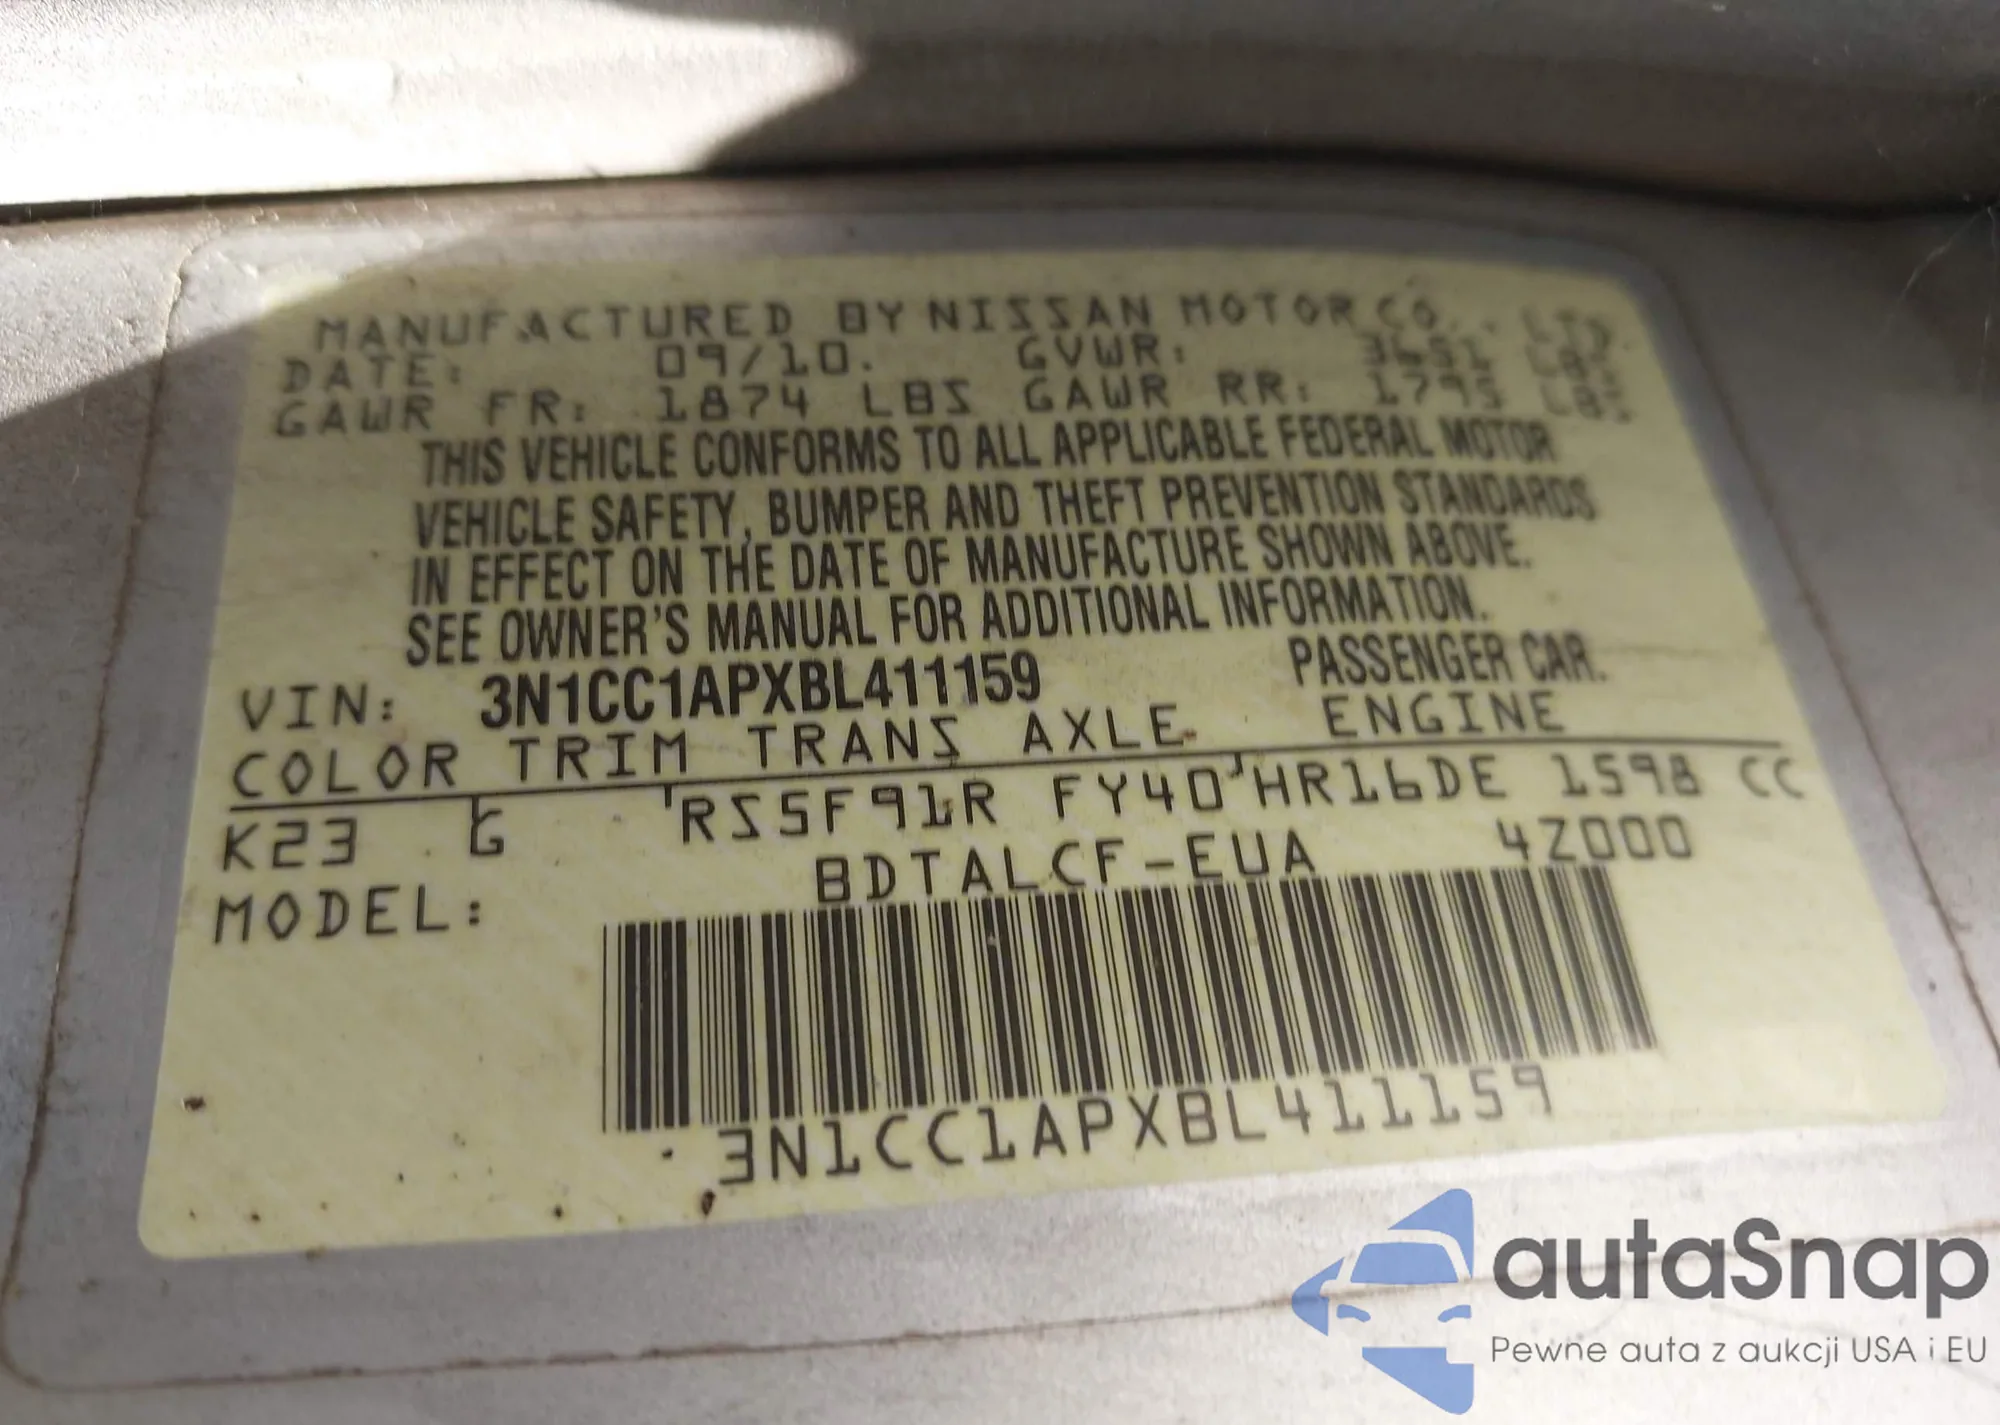 MANUFACTURED BY NISSAN MOTOR CO., LTD.
DATE: 09/10. GVWR: 3651 LBS
GAWR FR: 1874 LBS GAWR RR: 1795 LBS
THIS VEHICLE CONFORMS TO ALL APPLICABLE FEDERAL MOTOR
VEHICLE SAFETY, BUMPER AND THEFT PREVENTION STANDARDS
IN EFFECT ON THE DATE OF MANUFACTURE SHOWN ABOVE.
SEE OWNER'S MANUAL FOR ADDITIONAL INFORMATION.
VIN: 3N1CC1APXBL411159 PASSENGER CAR.
COLOR TRIM TRANS AXLE ENGINE
K23 G RS5F91R FY40 HR16DE 1598 CC
MODEL: BDTALCF-EUA 4Z000
3N1CC1APXBL411159
autaSnap
Pewne auta z aukcji USA i EU